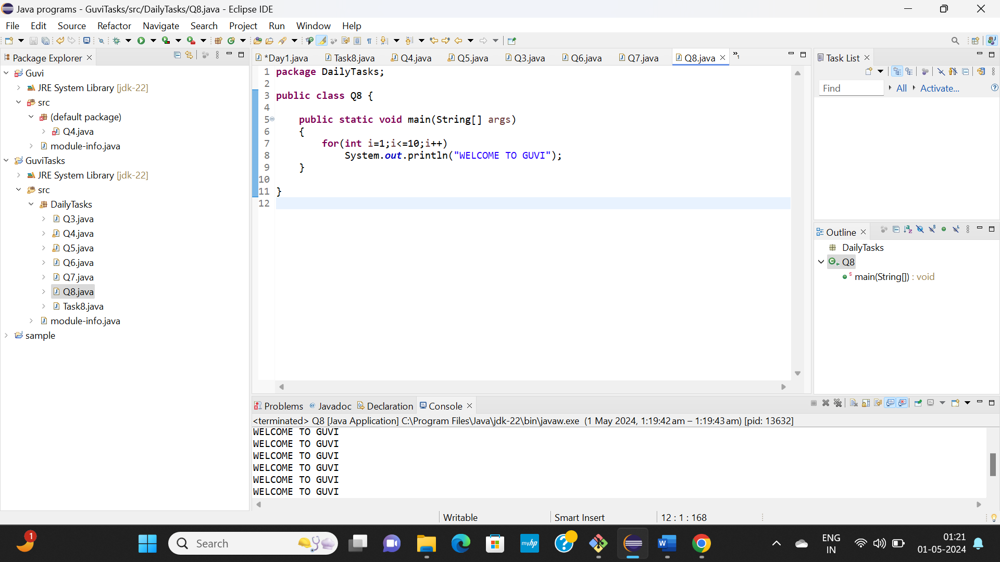 Java programs - GuviTasks/src/DailyTasks/Q8.java - Eclipse IDE
File Edit Source Refactor Navigate Search Project Run Window Help
Package Explorer
Guvi
JRE System Library [jdk-22]
src
(default package)
Q4.java
module-info.java
GuviTasks
JRE System Library [jdk-22]
src
DailyTasks
Q3.java
Q4.java
Q5.java
Q6.java
Q7.java
Q8.java
Task8.java
module-info.java
sample
*Day1.java Task8.java Q4.java Q5.java Q3.java Q6.java Q7.java Q8.java »1
1 package DailyTasks;
2
3 public class Q8 {
4
5 public static void main(String[] args)
6 {
7 for(int i=1;i<=10;i++)
8 System.out.println("WELCOME TO GUVI");
9 }
10
11 }
12
Task List
Find All Activate...
Outline
DailyTasks
Q8
main(String[]) : void
Problems Javadoc Declaration Console
<terminated> Q8 [Java Application] C:\Program Files\Java\jdk-22\bin\javaw.exe (1 May 2024, 1:19:42 am – 1:19:43 am) [pid: 13632]
WELCOME TO GUVI
WELCOME TO GUVI
WELCOME TO GUVI
WELCOME TO GUVI
WELCOME TO GUVI
WELCOME TO GUVI
Writable Smart Insert 12 : 1 : 168
1
Search
myhp
ENG
IN
01:21
01-05-2024